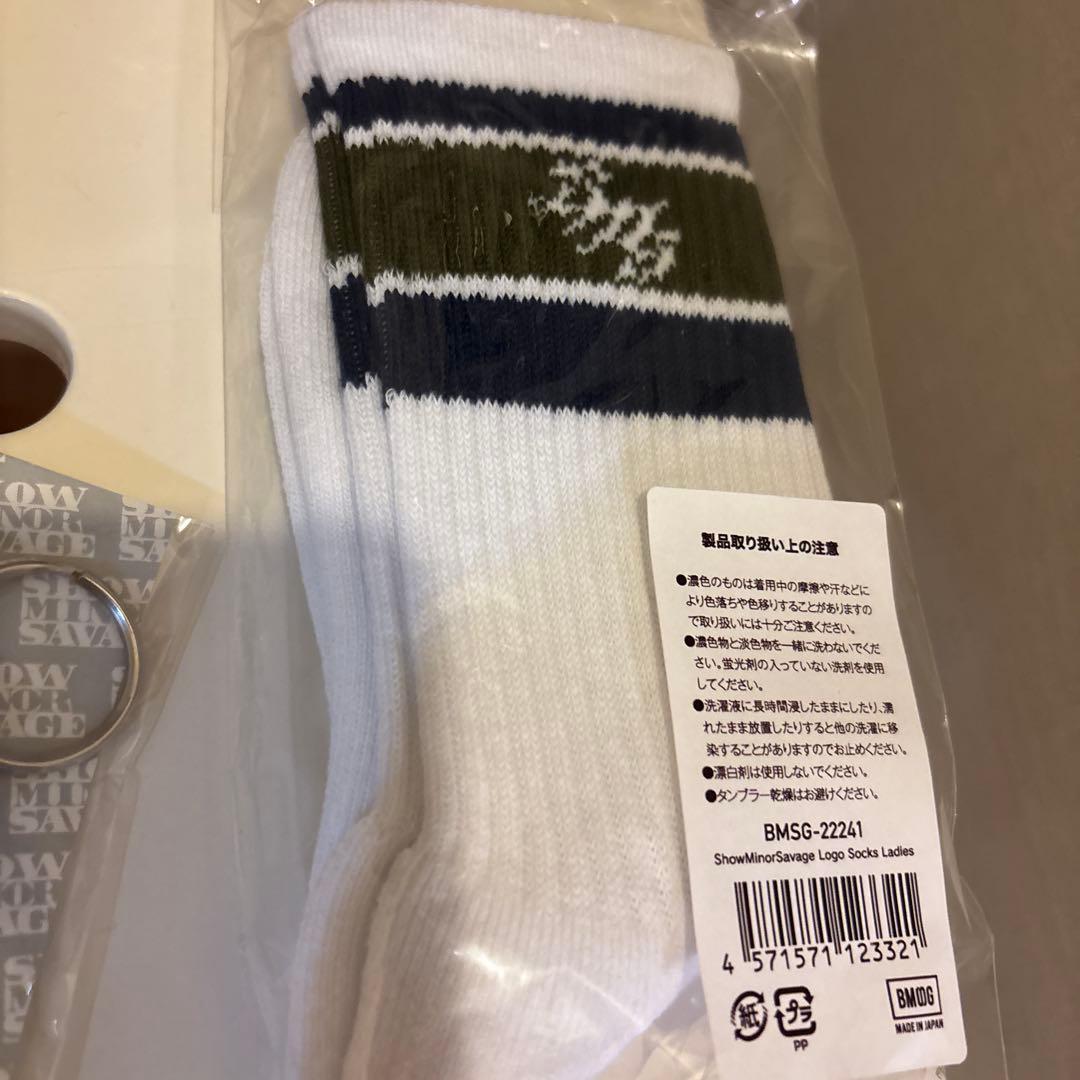 製品取り扱い上の注意
●濃色のものは着用中の摩擦や汗などに
より色落ちや色移りすることがありますの
で取り扱いには十分ご注意ください。
●濃色物と淡色物を一緒に洗わないでくだ
さい。蛍光剤の入っていない洗剤を使用
してください。
●洗濯液に長時間浸したままにしたり、濡
れたまま放置したりすると他の洗濯に移
染することがありますのでお止めください。
●漂白剤は使用しないでください。
●タンブラー乾燥はお避けください。
BMSG-22241
ShowMinorSavage Logo Socks Ladies
4 571571 123321
紙
プラ
PP
BMSG
MADE IN JAPAN
SHOW
MINOR
SAVAGE